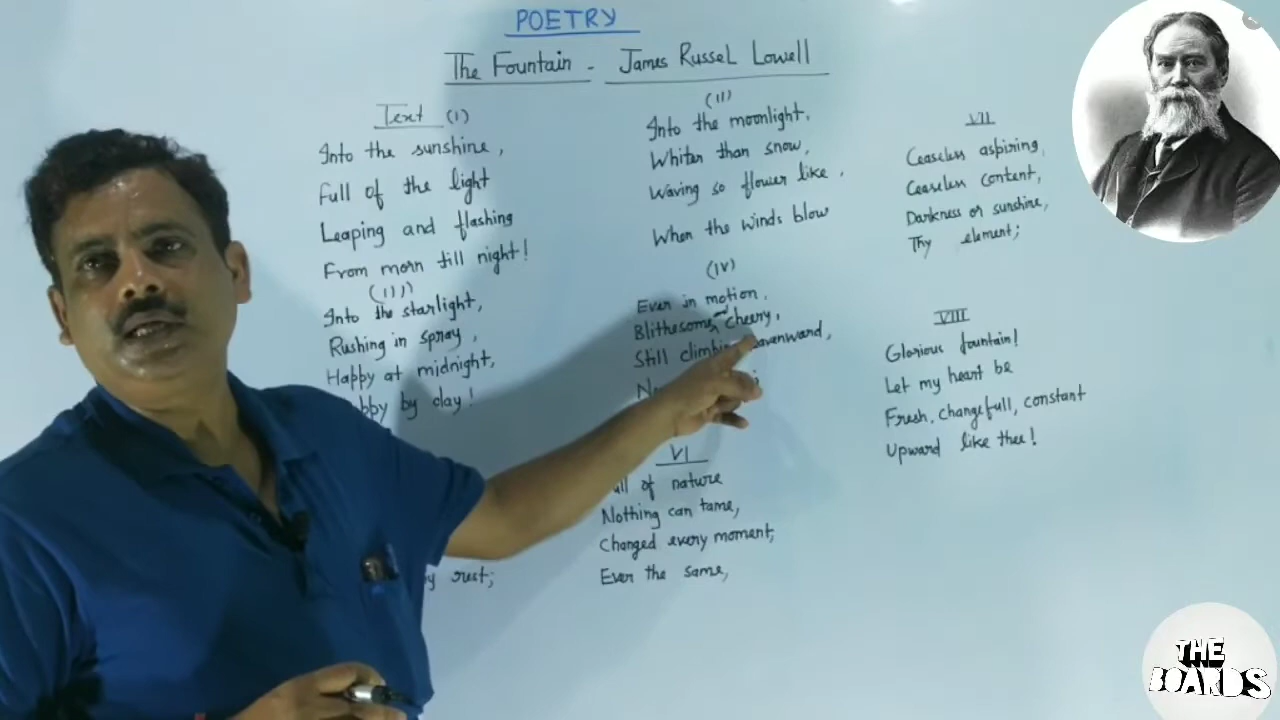 POETRY
The Fountain - James Russel Lowell
Text (I)
Into the sunshine,
Full of the light
Leaping and flashing
From morn till night!
(II)
Into the moonlight,
Whiter than snow,
Waving so flower like,
When the winds blow
(III)
Into the starlight,
Rushing in spray,
Happy at midnight,
by day!
(IV)
Ever in motion,
Blithesome cheery,
Still heavenward,
rest;
VI
of nature
Nothing can tame,
Changed every moment,
Ever the same,
VII
Ceaseless aspiring,
Ceaseless content,
Darkness or sunshine,
Thy element;
VIII
Glorious fountain!
Let my heart be
Fresh, changefull, constant
Upward like thee!
THE
BOARDS